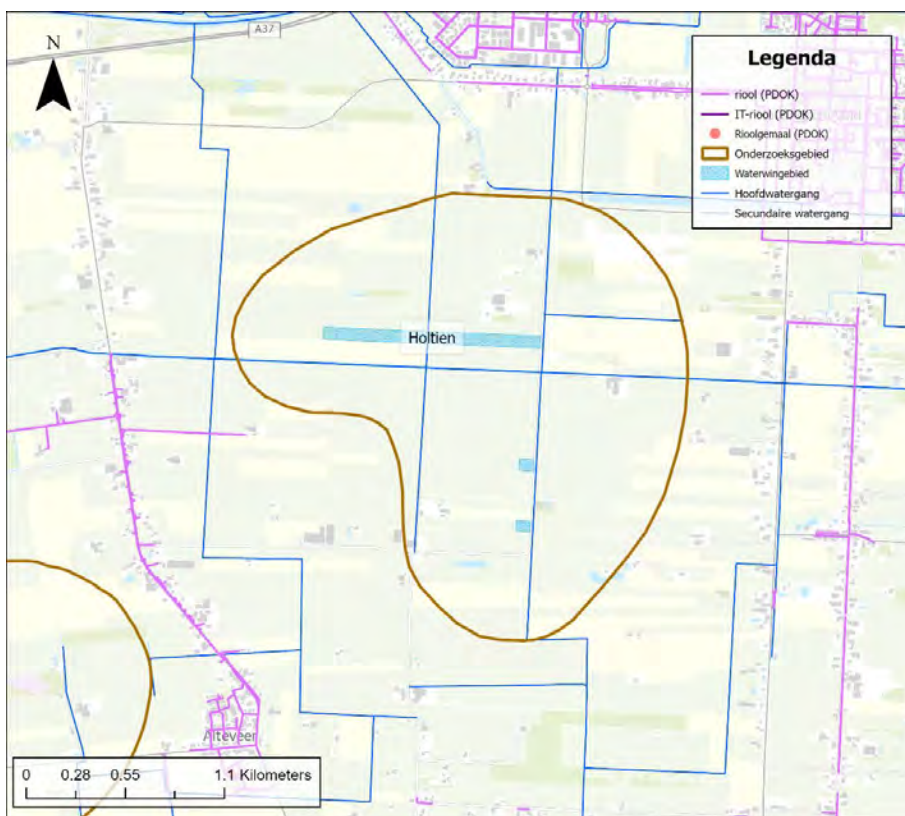 A37
N
Legenda
riool (PDOK)
IT-riool (PDOK)
Rioolgemaal (PDOK)
Onderzoeksgebied
Waterwingebied
Hoofdwatergang
Secundaire watergang
Holtien
Alteveer
0 0.28 0.55 1.1 Kilometers